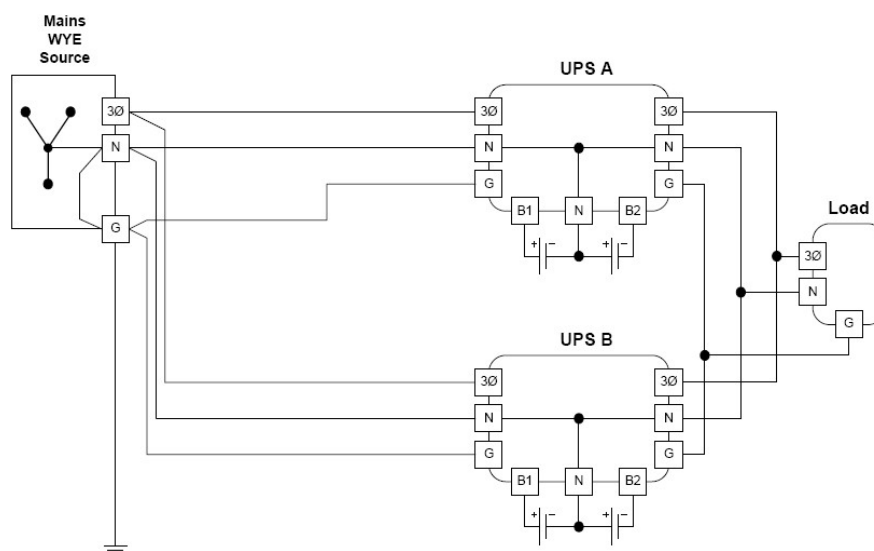 Mains
WYE
Source
UPS A
3Ø
3Ø
3Ø
N
N
N
G
G
G
B1
N
B2
+
−
+
−
Load
3Ø
N
G
UPS B
3Ø
3Ø
N
N
G
G
B1
N
B2
+
−
+
−